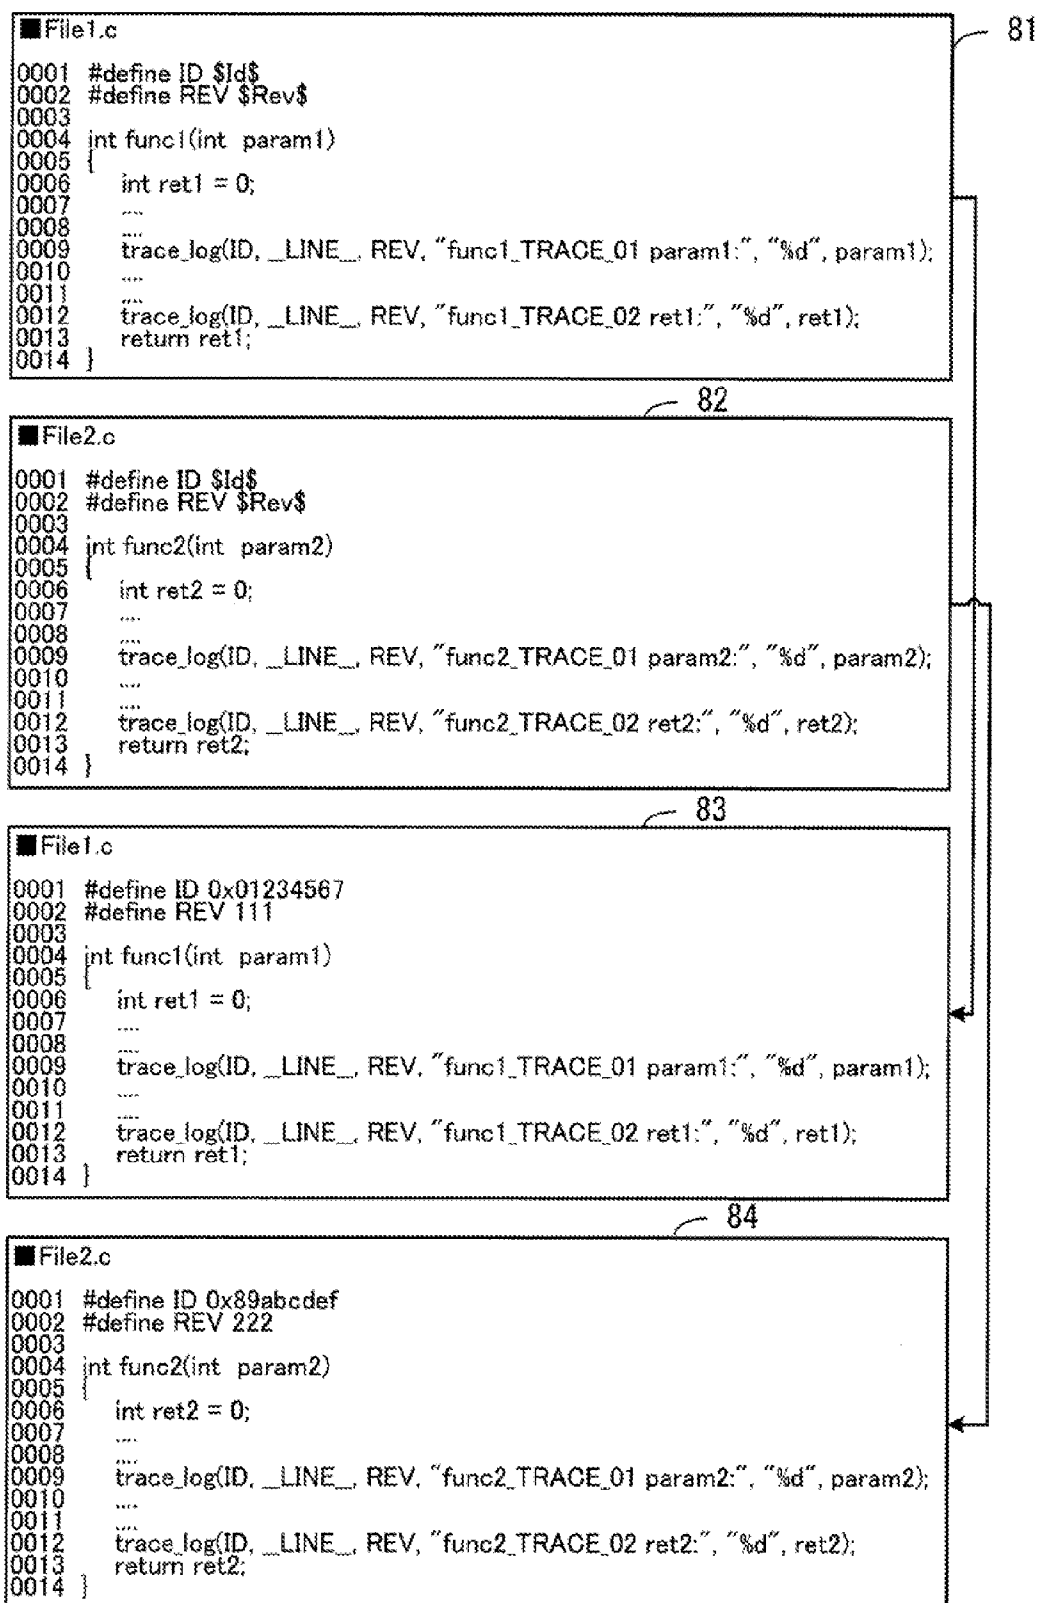 ■File1.c
81
0001 #define ID $Id$
0002 #define REV $Rev$
0003
0004 int func1(int param1)
0005 {
0006 int ret1 = 0;
0007 ....
0008 ....
0009 trace_log(ID, __LINE__, REV, "func1_TRACE_01 param1:", "%d", param1);
0010 ....
0011 ....
0012 trace_log(ID, __LINE__, REV, "func1_TRACE_02 ret1:", "%d", ret1);
0013 return ret1;
0014 }
82
■File2.c
0001 #define ID $Id$
0002 #define REV $Rev$
0003
0004 int func2(int param2)
0005 {
0006 int ret2 = 0;
0007 ....
0008 ....
0009 trace_log(ID, __LINE__, REV, "func2_TRACE_01 param2:", "%d", param2);
0010 ....
0011 ....
0012 trace_log(ID, __LINE__, REV, "func2_TRACE_02 ret2:", "%d", ret2);
0013 return ret2;
0014 }
83
■File1.c
0001 #define ID 0x01234567
0002 #define REV 111
0003
0004 int func1(int param1)
0005 {
0006 int ret1 = 0;
0007 ....
0008 ....
0009 trace_log(ID, __LINE__, REV, "func1_TRACE_01 param1:", "%d", param1);
0010 ....
0011 ....
0012 trace_log(ID, __LINE__, REV, "func1_TRACE_02 ret1:", "%d", ret1);
0013 return ret1;
0014 }
84
■File2.c
0001 #define ID 0x89abcdef
0002 #define REV 222
0003
0004 int func2(int param2)
0005 {
0006 int ret2 = 0;
0007 ....
0008 ....
0009 trace_log(ID, __LINE__, REV, "func2_TRACE_01 param2:", "%d", param2);
0010 ....
0011 ....
0012 trace_log(ID, __LINE__, REV, "func2_TRACE_02 ret2:", "%d", ret2);
0013 return ret2;
0014 }